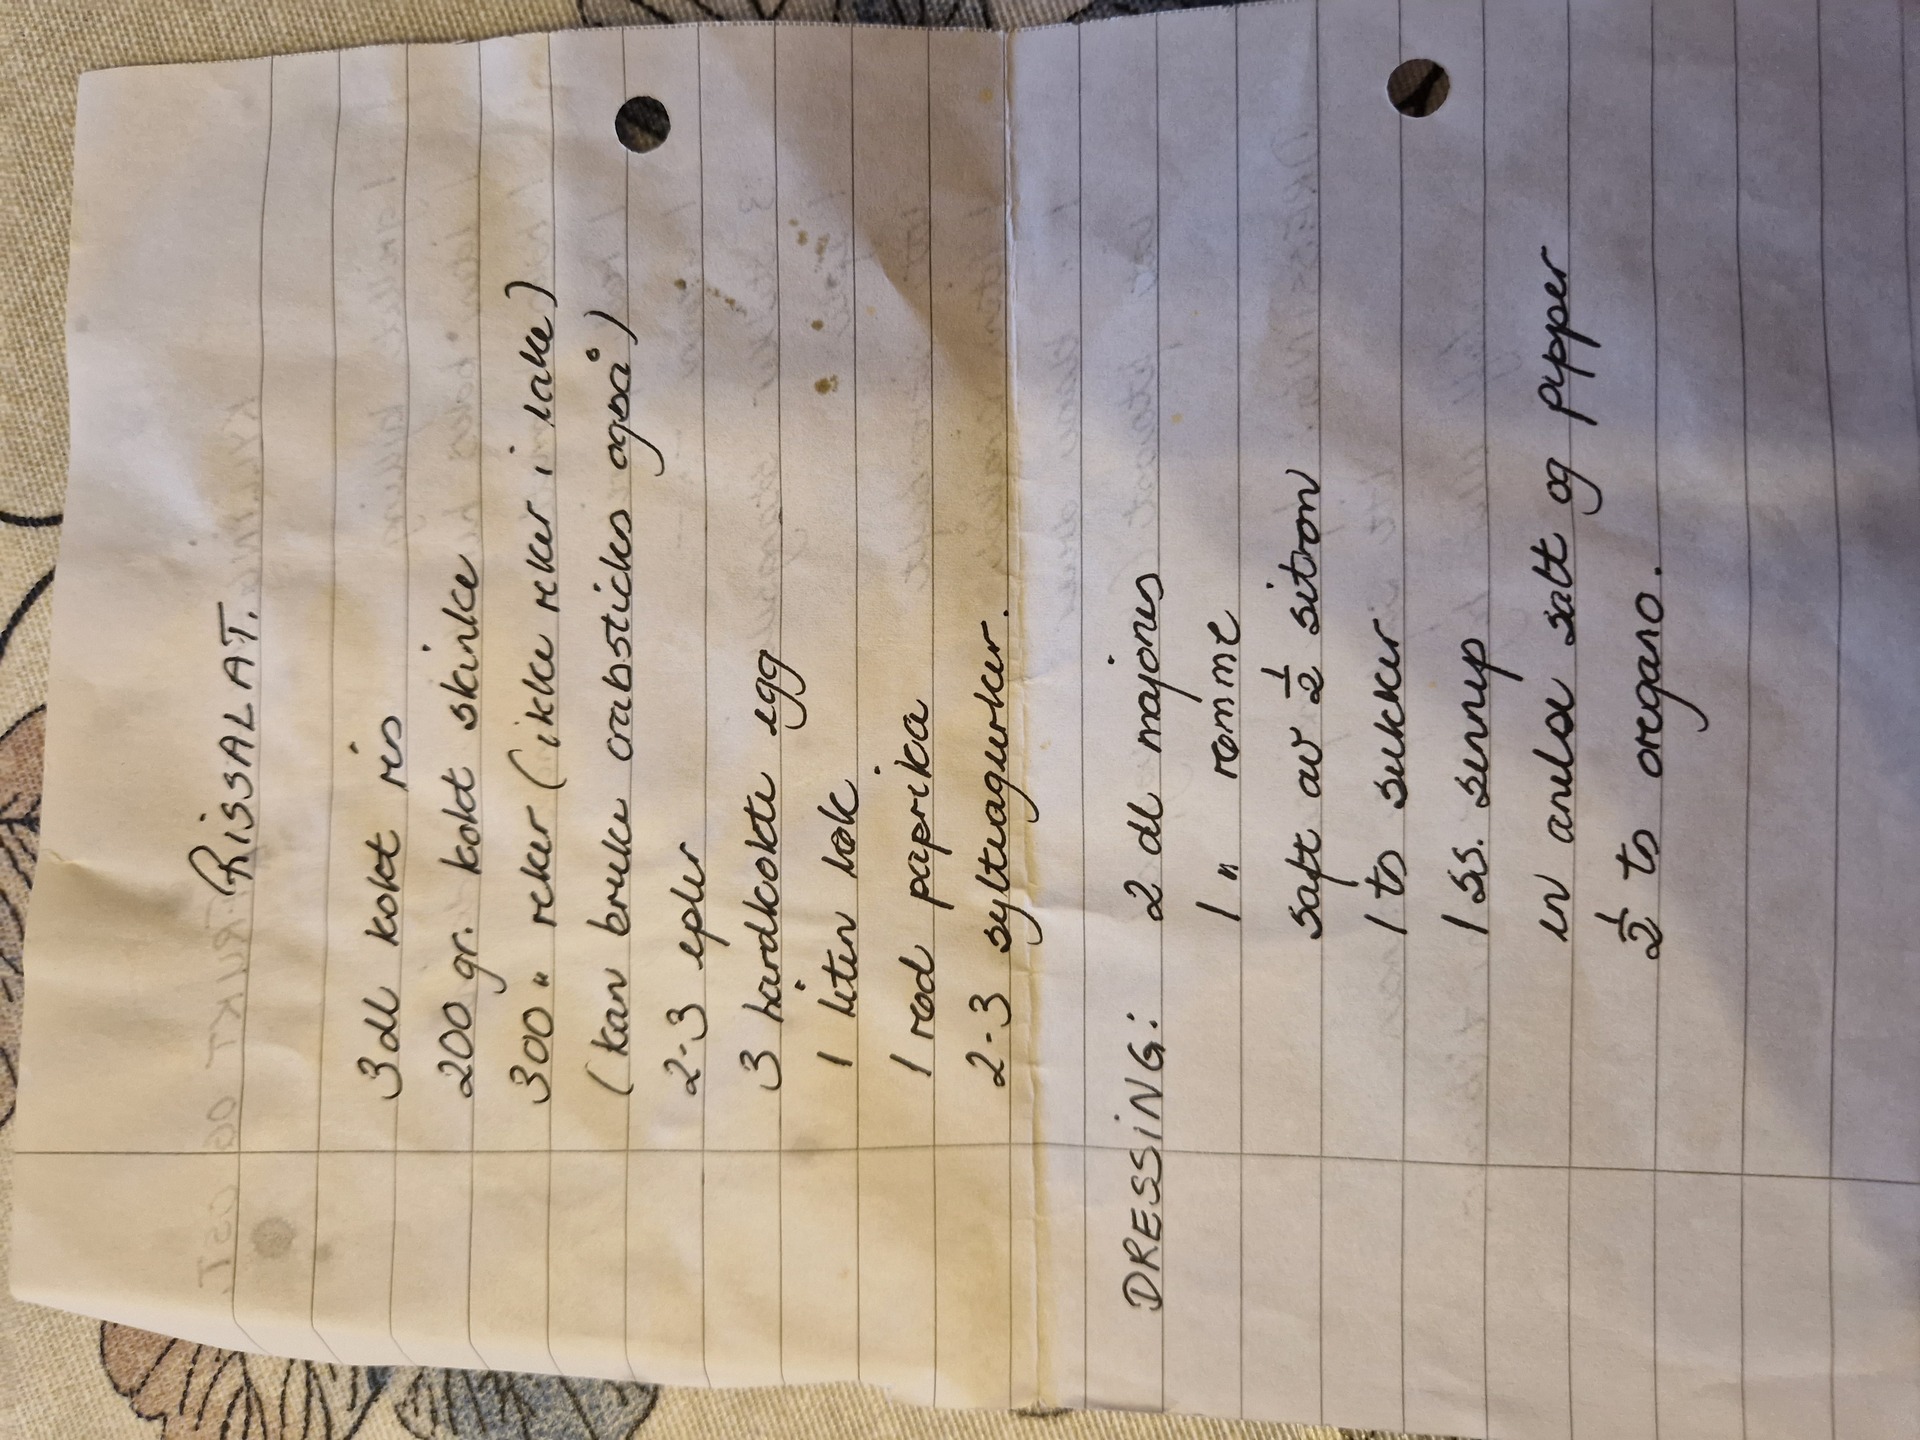 RISSALAT.
3 dl kokt ris
200 gr. kokt skinke
300 " reker (ikke reker i lake)
(kan bruke crabsticks også)
2-3 epler
3 hardkokte egg
1 liten løk
1 rød paprika
2-3 sylteagurker.
DRESSING: 2 dl majones
1 " rømme
saft av 1/2 sitron
1 ts sukker
1 ss. sennep
en andel salt og pepper
1/2 ts oregano.